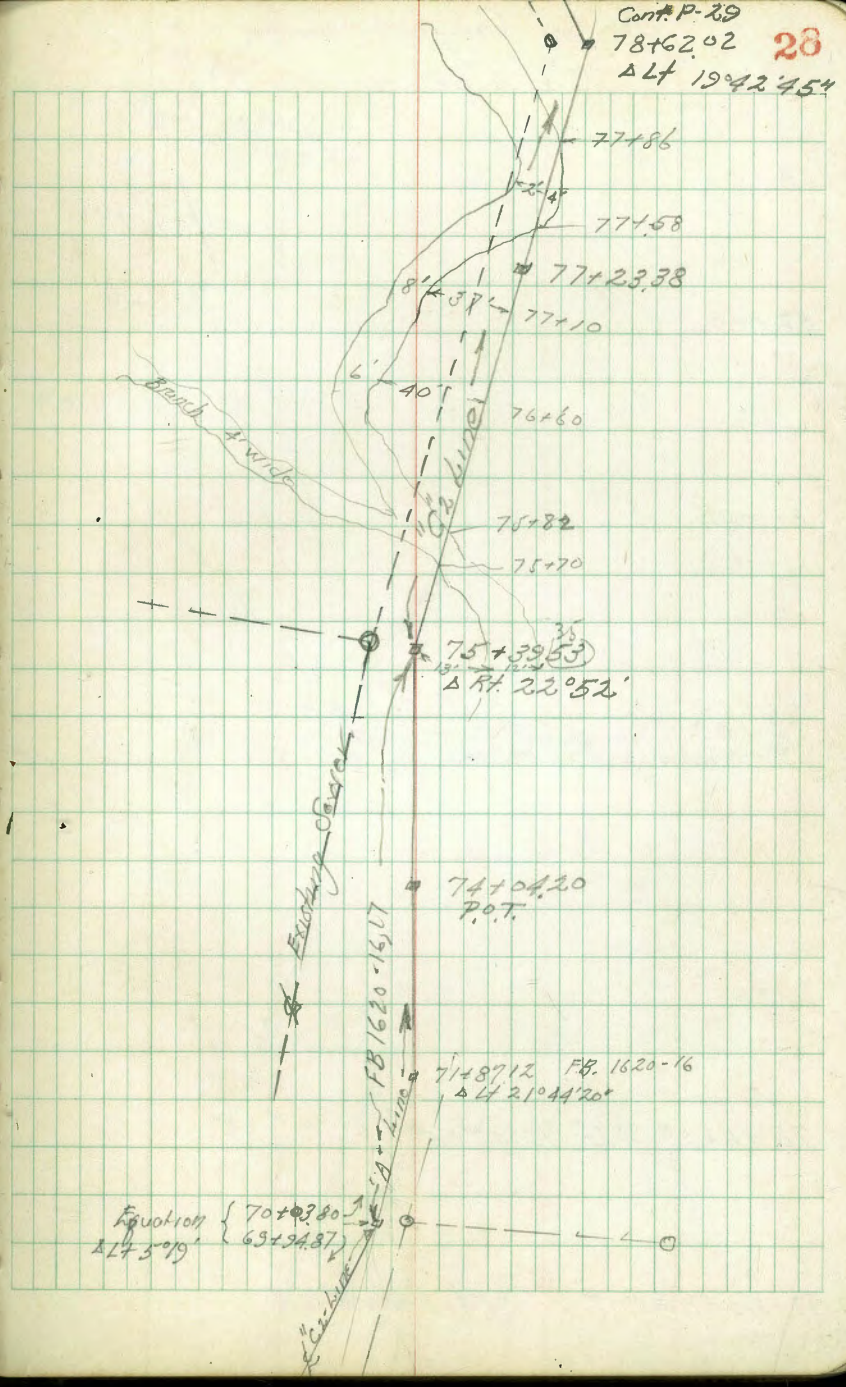 Cont. P-29
78+62.02
28
Δ Lt 19°42'45"
77+86
2' 4'
77+58
77+23.38
8' 37'
77+10
6' 40'
76+60
Branch 4' wide
"C2" Line
75+82
75+70
35
75+39.53
13' 12'
Δ Rt. 22°52'
Existing Sewer
74+04.20
P.O.T.
FB 1620-16,17
71+87.12 FB. 1620-16
Δ Lt 21°44'20"
"A" Line
Equation { 70+03.80
69+94.87
Δ Lt 5°19'
"C2" Line